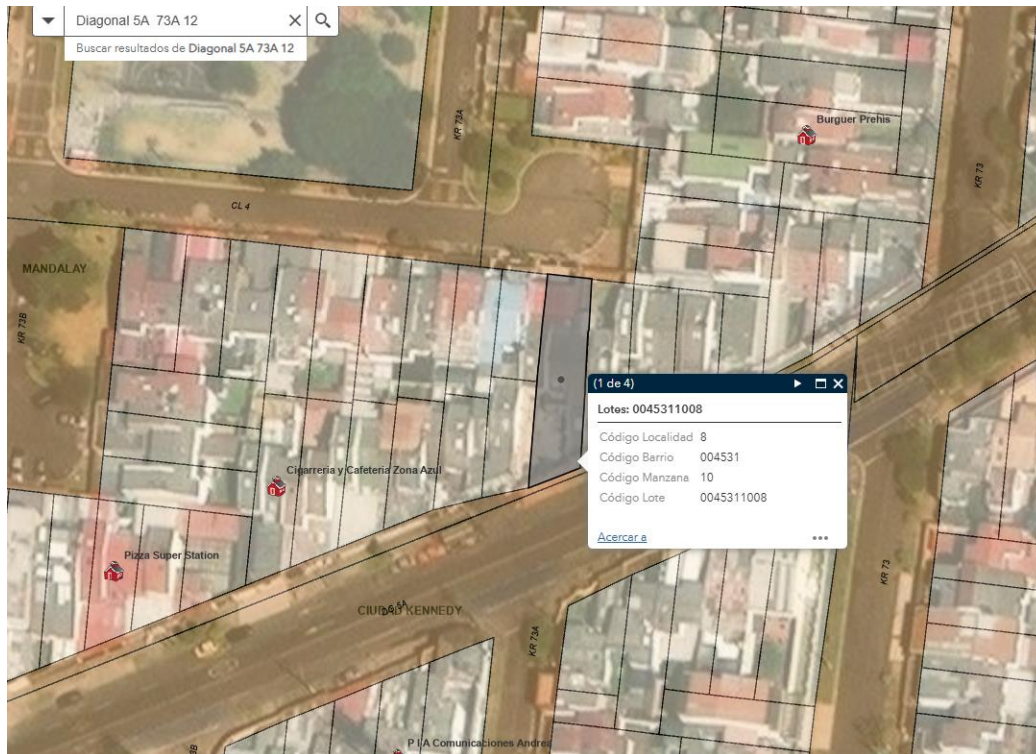 Diagonal 5A  73A 12
Buscar resultados de Diagonal 5A 73A 12
Burguer Prehis
KR 73A
KR 73
CL 4
MANDALAY
KR 73B
(1 de 4)
Lotes: 0045311008
Código Localidad 8
Código Barrio 004531
Código Manzana 10
Código Lote 0045311008
Acercar a
Cigarreria y Cafeteria Zona Azul
Pizza Super Station
KR 73
CIUDAD KENNEDY
KR 73A
P I A Comunicaciones Andrea